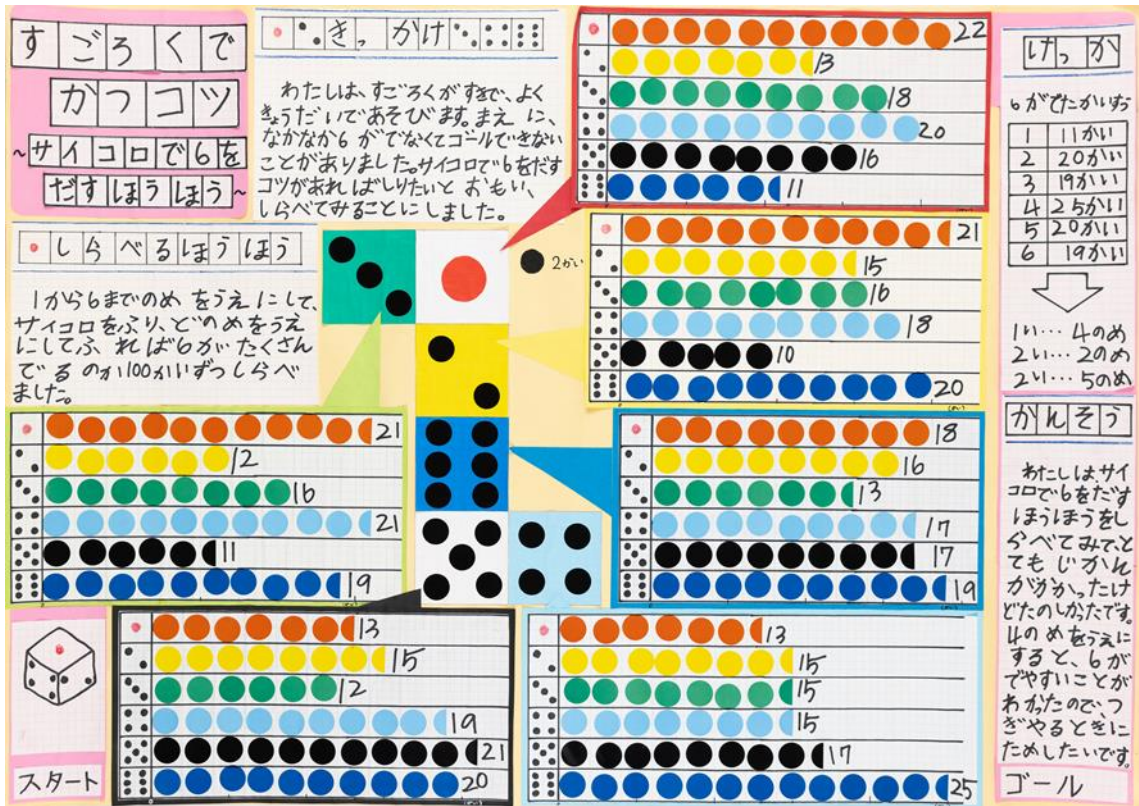 すごろくで
かつコツ
~サイコロで6を
だすほうほう~
きっかけ
わたしは、すごろくがすきで、よく
きょうだいであそびます。まえに、
なかなか6がでなくてゴールできない
ことがありました。サイコロで6をだす
コツがあればしりたいとおもい、
しらべてみることにしました。
しらべるほうほう
1から6までのめをうえにして、
サイコロをふり、どのめをうえ
にしてふれば6がたくさん
でるのか100かいずつしらべ
ました。
22
13
18
20
16
11
2かい
21
15
16
18
10
20
21
12
16
21
11
19
18
16
13
17
17
19
13
15
12
19
21
20
13
15
15
15
17
25
けっか
6がでたかいすう
1 11かい
2 20かい
3 19かい
4 25かい
5 20かい
6 19かい
1い…4のめ
2い…2のめ
2い…5のめ
かんそう
わたしは、サイ
コロで6をだす
ほうほうをし
らべてみて、と
てもじかん
がかかったけ
どたのしかたです。
4のめをうえに
すると、6が
でやすいことが
わかったので、つ
ぎやるときに
ためしたいです。
スタート
ゴール